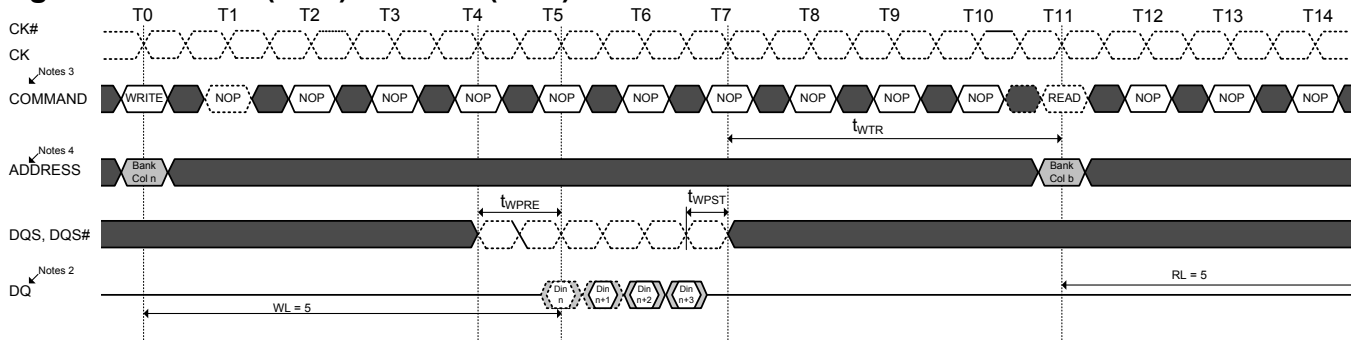 T0 T1 T2 T3 T4 T5 T6 T7 T8 T9 T10 T11 T12 T13 T14
CK#
CK
Notes 3
COMMAND WRITE NOP NOP NOP NOP NOP NOP NOP NOP NOP NOP READ NOP NOP NOP
tWTR
Notes 4
ADDRESS Bank Col n Bank Col b
tWPRE tWPST
DQS, DQS#
Notes 2
DQ Din n Din n+1 Din n+2 Din n+3
RL = 5
WL = 5